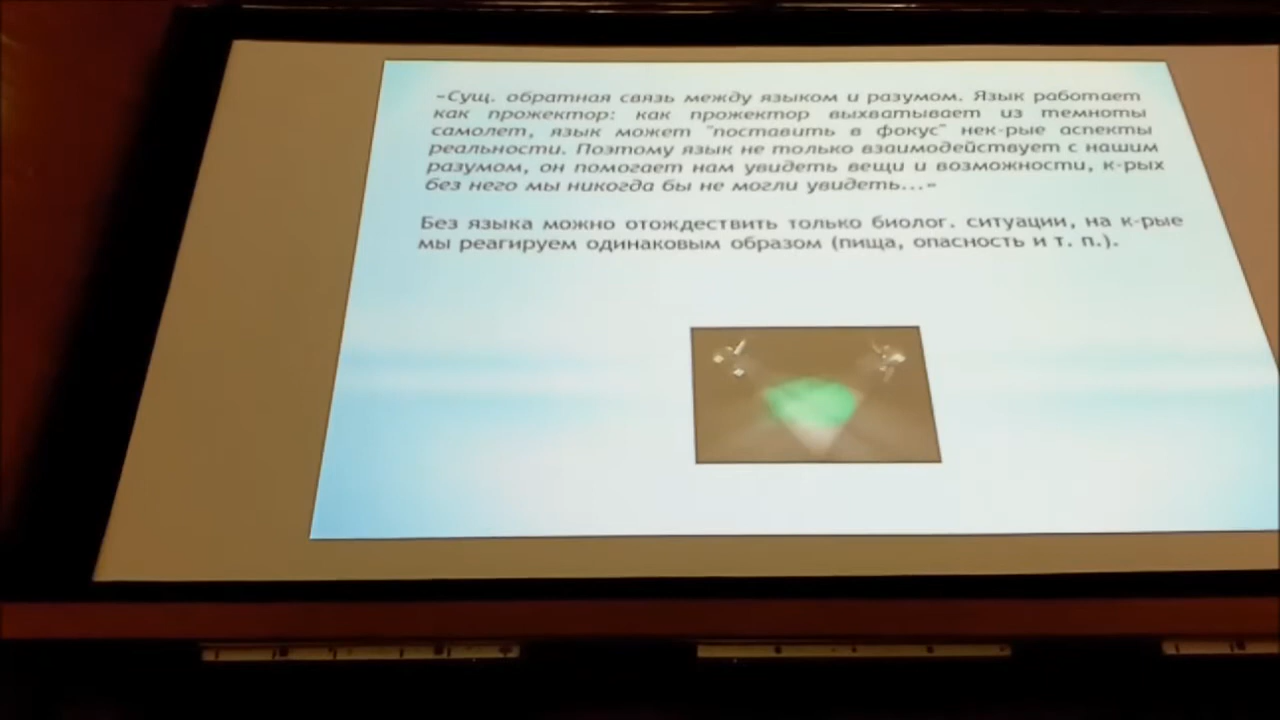 –Сущ. обратная связь между языком и разумом. Язык работает
как прожектор: как прожектор выхватывает из темноты
самолет, язык может "поставить в фокус" нек-рые аспекты
реальности. Поэтому язык не только взаимодействует с нашим
разумом, он помогает нам увидеть вещи и возможности, к-рых
без него мы никогда бы не могли увидеть...–
Без языка можно отождествить только биолог. ситуации, на к-рые
мы реагируем одинаковым образом (пища, опасность и т. п.).